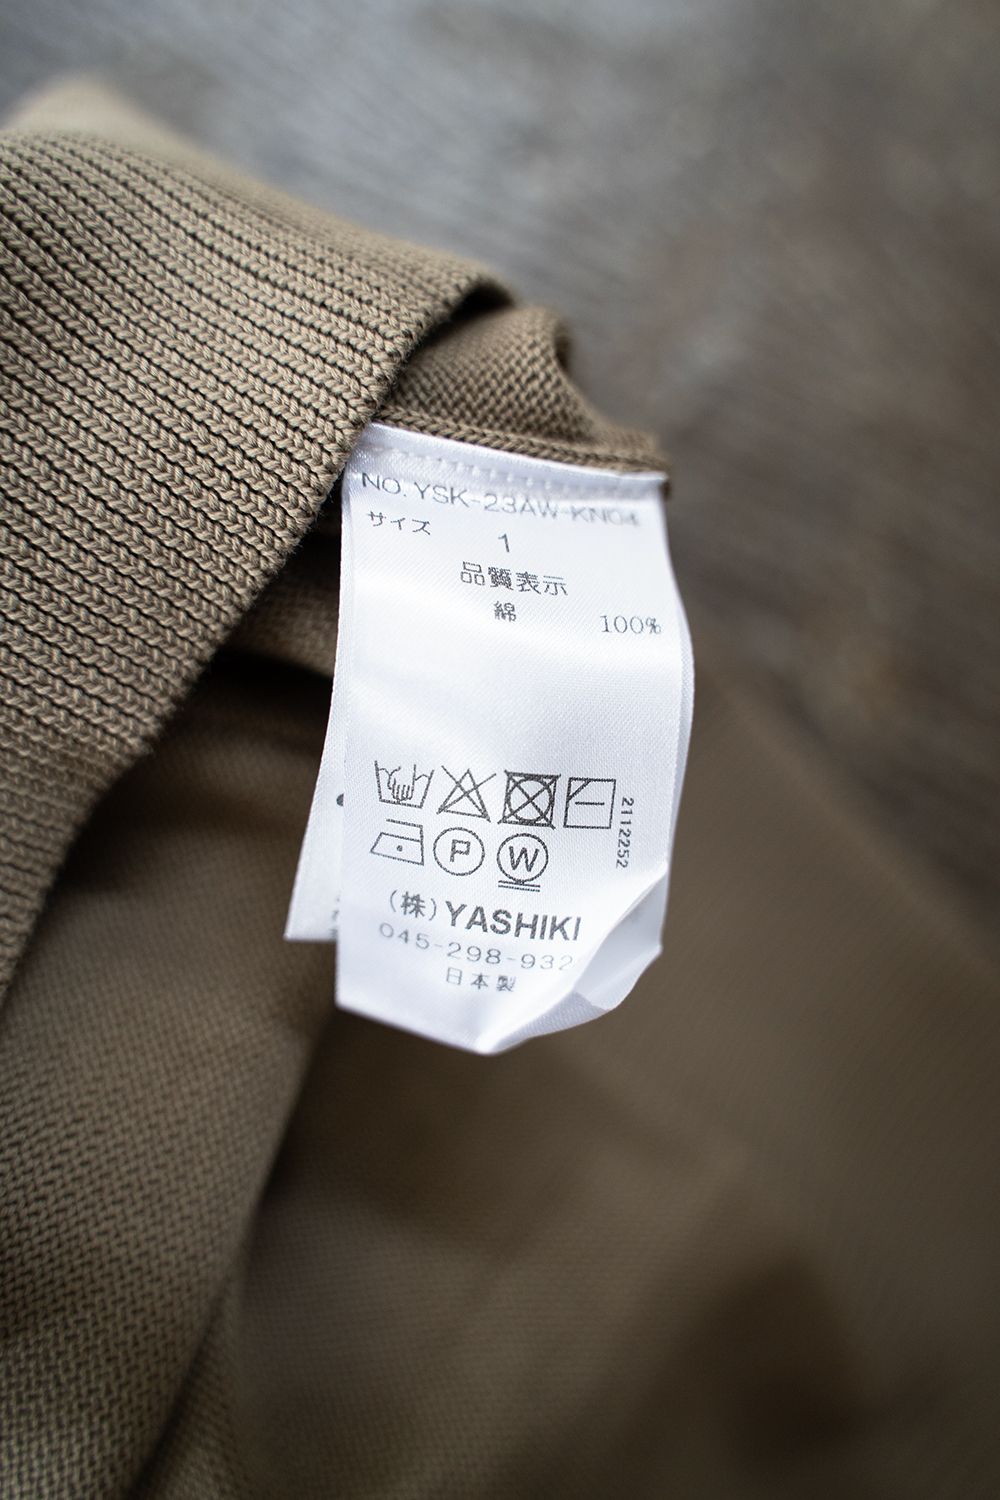 NO. YSK-23AW-KN04
サイズ
1
品質表示
綿 100%
2112252
P W
(株) YASHIKI
045-298-932
日本製